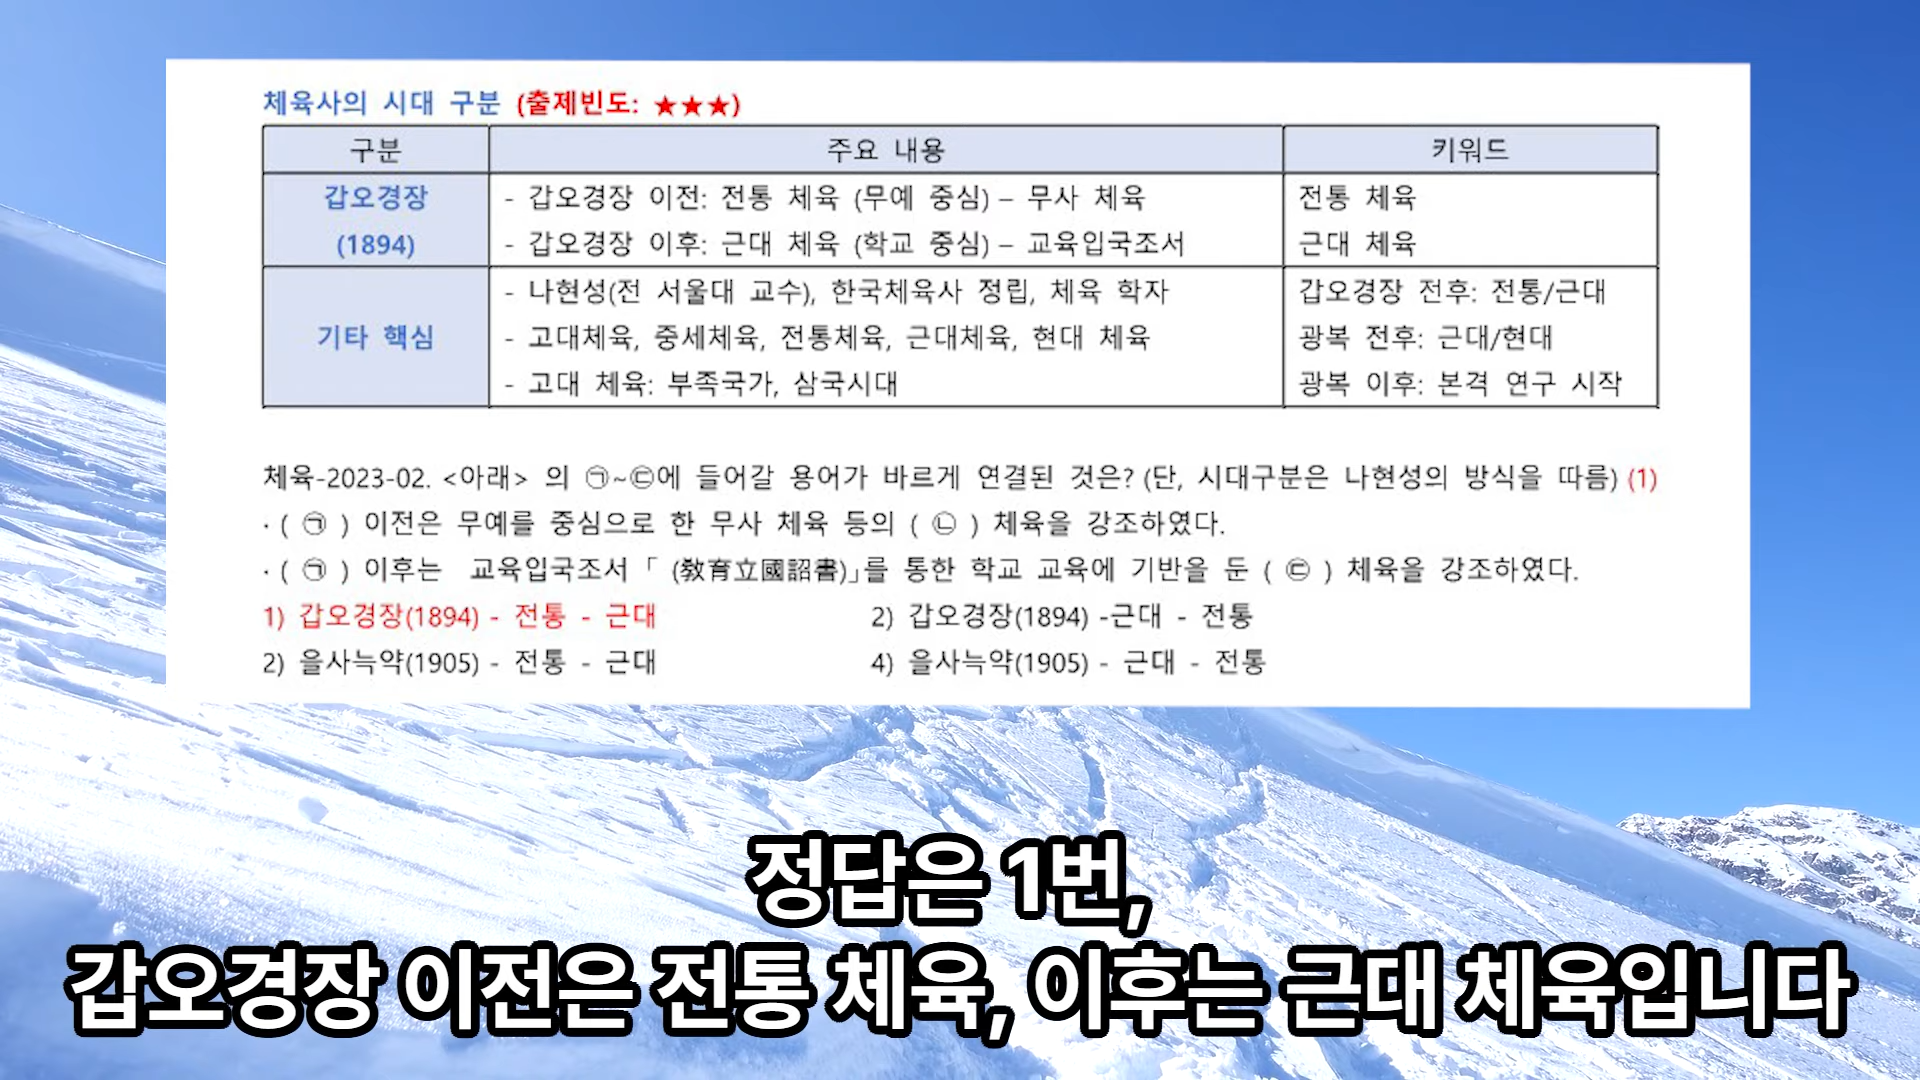 체육사의 시대 구분 (출제빈도: ★★★)
구분 주요 내용 키워드
갑오경장
(1894)
- 갑오경장 이전: 전통 체육 (무예 중심) – 무사 체육
- 갑오경장 이후: 근대 체육 (학교 중심) – 교육입국조서
전통 체육
근대 체육
기타 핵심
- 나현성(전 서울대 교수), 한국체육사 정립, 체육 학자
- 고대체육, 중세체육, 전통체육, 근대체육, 현대 체육
- 고대 체육: 부족국가, 삼국시대
갑오경장 전후: 전통/근대
광복 전후: 근대/현대
광복 이후: 본격 연구 시작
체육-2023-02. <아래> 의 ㉠~㉢에 들어갈 용어가 바르게 연결된 것은? (단, 시대구분은 나현성의 방식을 따름) (1)
· ( ㉠ ) 이전은 무예를 중심으로 한 무사 체육 등의 ( ㉡ ) 체육을 강조하였다.
· ( ㉠ ) 이후는 교육입국조서「 (敎育立國詔書)」를 통한 학교 교육에 기반을 둔 ( ㉢ ) 체육을 강조하였다.
1) 갑오경장(1894) - 전통 - 근대 2) 갑오경장(1894) -근대 - 전통
2) 을사늑약(1905) - 전통 - 근대 4) 을사늑약(1905) - 근대 - 전통
정답은 1번,
갑오경장 이전은 전통 체육, 이후는 근대 체육입니다